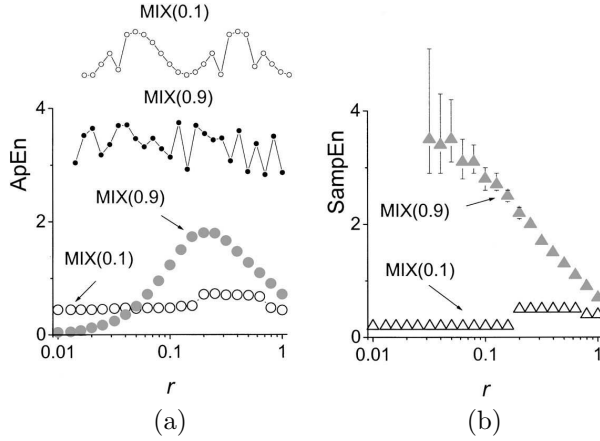 MIX(0.1)
MIX(0.9)
4
ApEn
2
0
MIX(0.9)
MIX(0.1)
0.01
0.1
1
r
(a)
4
SampEn
2
0
MIX(0.9)
MIX(0.1)
0.01
0.1
1
r
(b)